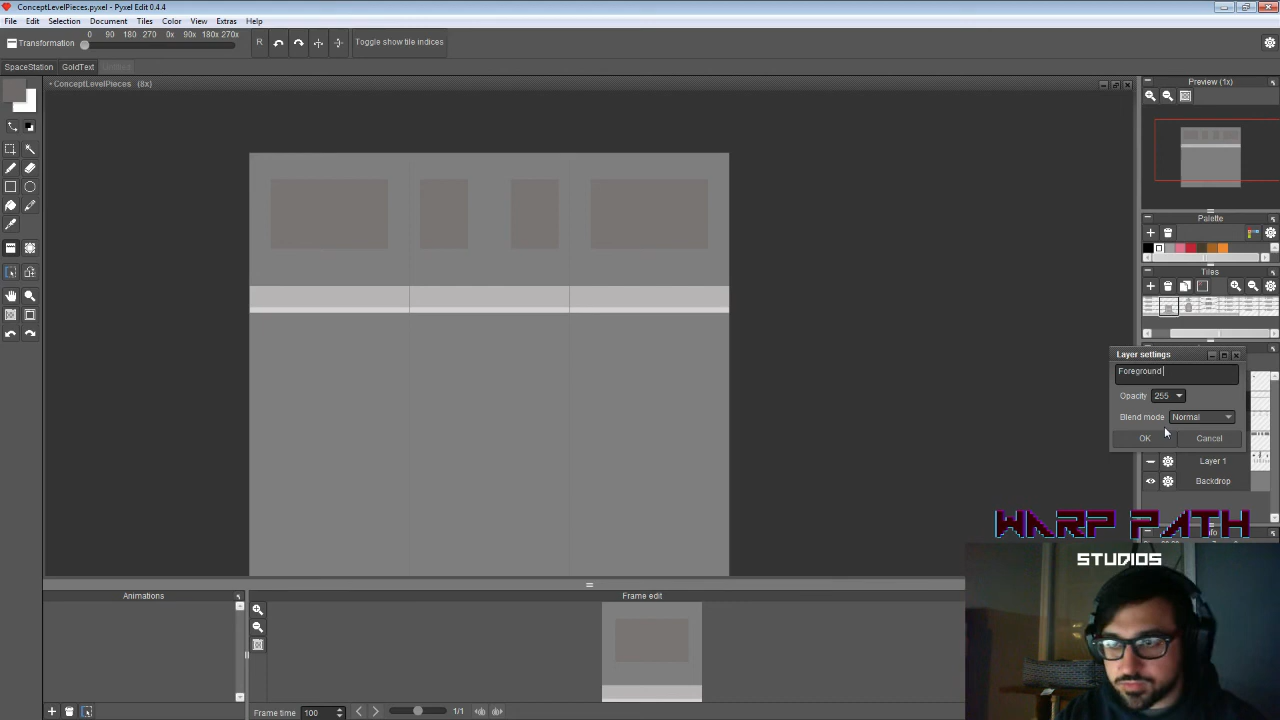 ConceptLevelPieces.pyxel - Pyxel Edit 0.4.4
File Edit Selection Document Tiles Color View Extras Help
Transformation
0 90 180 270 0x 90x 180x 270x
R
Toggle show tile indices
SpaceStation GoldText
ConceptLevelPieces (8x)
Preview (1x)
Palette
Tiles
Layer settings
Foreground
Opacity 255
Blend mode Normal
OK Cancel
Layer 1
Backdrop
WARP PATH
STUDIOS
Animations
Frame edit
Frame time 100
1/1